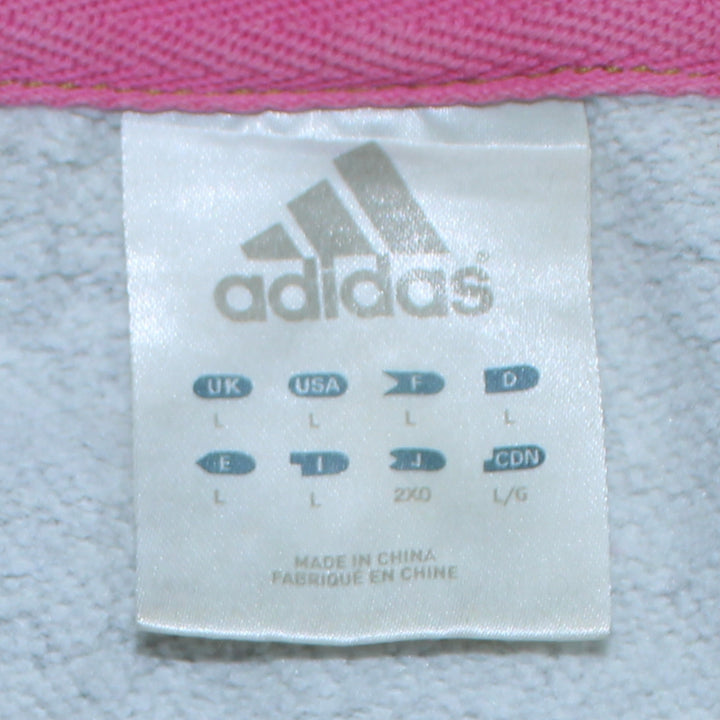 adidas
UK USA F D
L L L L
E I J CDN
L L 2XO L/G
MADE IN CHINA
FABRIQUÉ EN CHINE